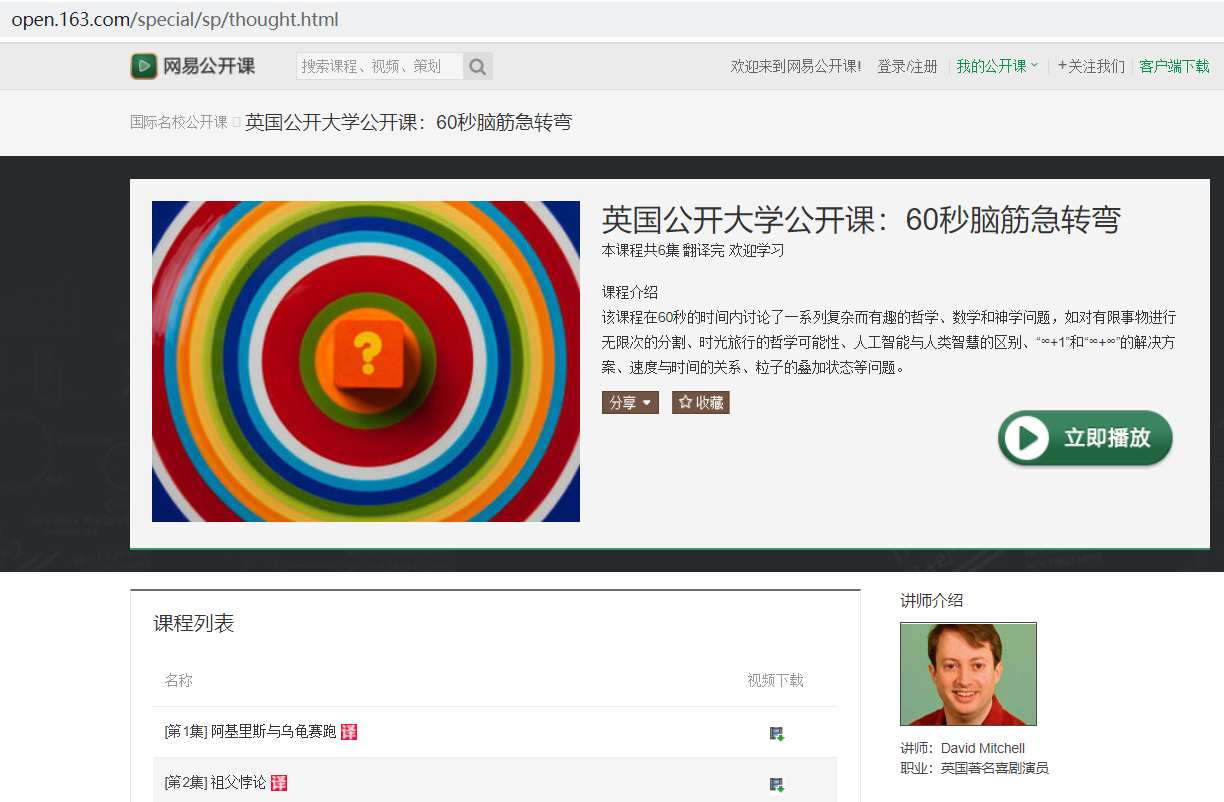 open.163.com/special/sp/thought.html
网易公开课
搜索课程、视频、策划
欢迎来到网易公开课! 登录/注册 我的公开课 +关注我们 客户端下载
国际名校公开课 英国公开大学公开课：60秒脑筋急转弯
英国公开大学公开课：60秒脑筋急转弯
本课程共6集 翻译完 欢迎学习
课程介绍
该课程在60秒的时间内讨论了一系列复杂而有趣的哲学、数学和神学问题，如对有限事物进行
无限次的分割、时光旅行的哲学可能性、人工智能与人类智慧的区别、“∞+1”和“∞+∞”的解决方
案、速度与时间的关系、粒子的叠加状态等问题。
分享 收藏
立即播放
?
课程列表
名称 视频下载
[第1集] 阿基里斯与乌龟赛跑 译
[第2集] 祖父悖论 译
讲师介绍
讲师：David Mitchell
职业：英国著名喜剧演员